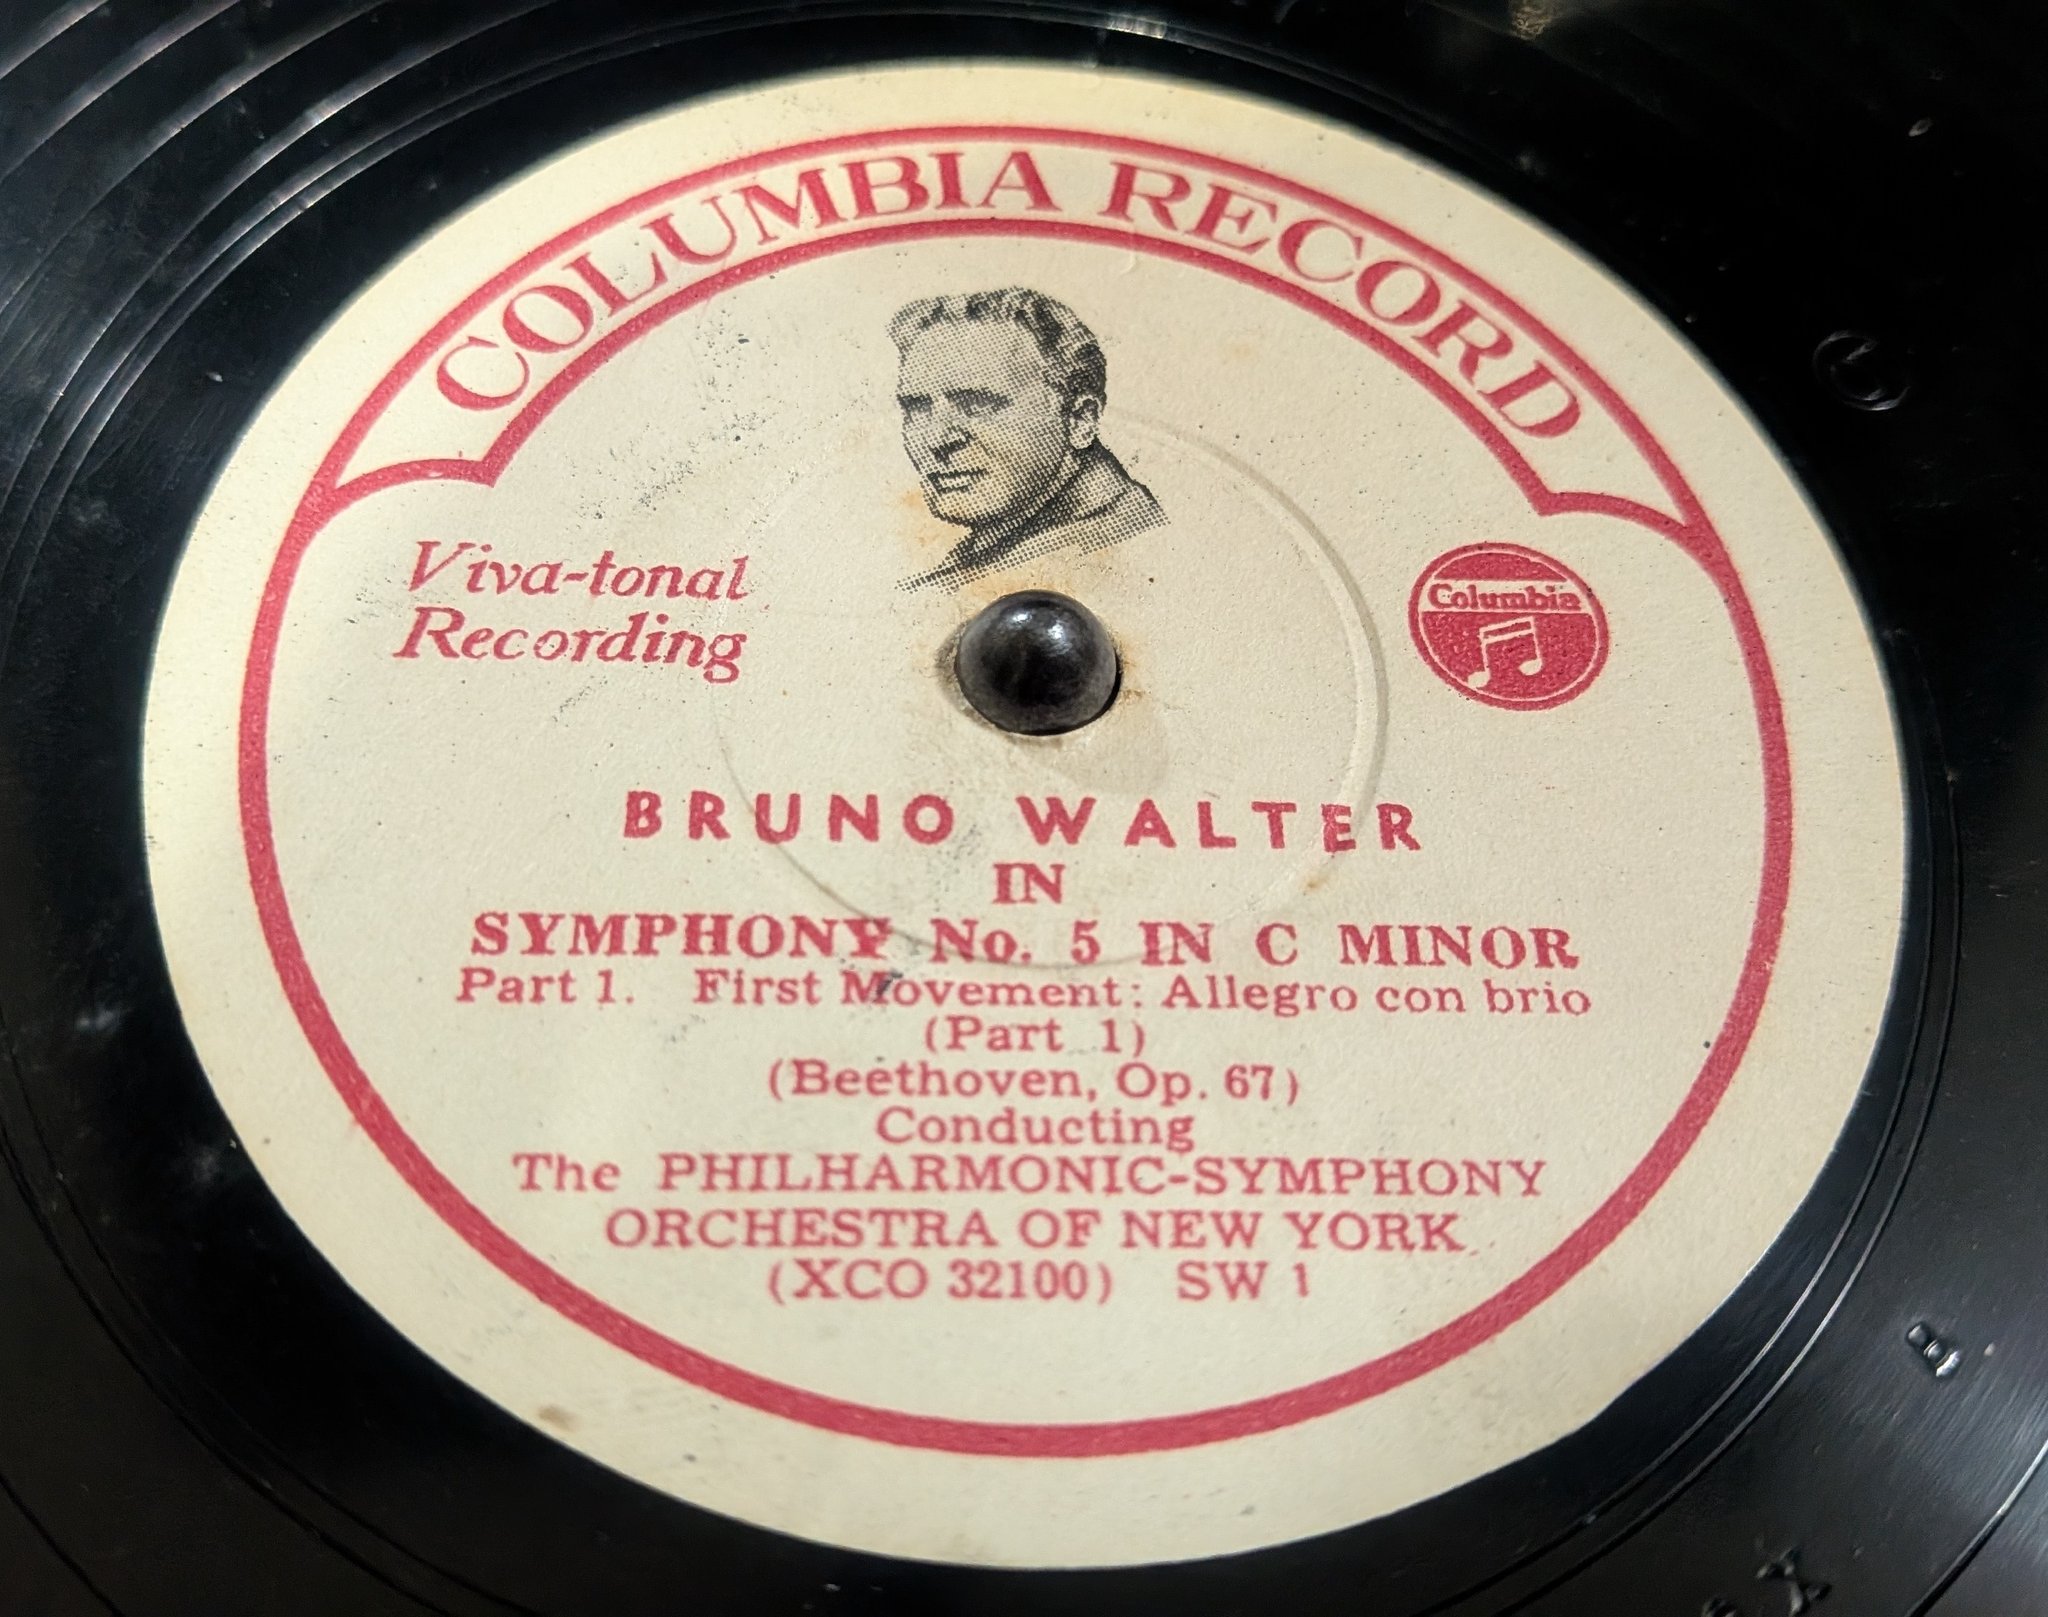 COLUMBIA RECORD
Viva-tonal
Recording
Columbia
BRUNO WALTER
IN
SYMPHONY No. 5 IN C MINOR
Part 1. First Movement: Allegro con brio
(Part 1)
(Beethoven, Op. 67)
Conducting
The PHILHARMONIC-SYMPHONY
ORCHESTRA OF NEW YORK
(XCO 32100) SW 1